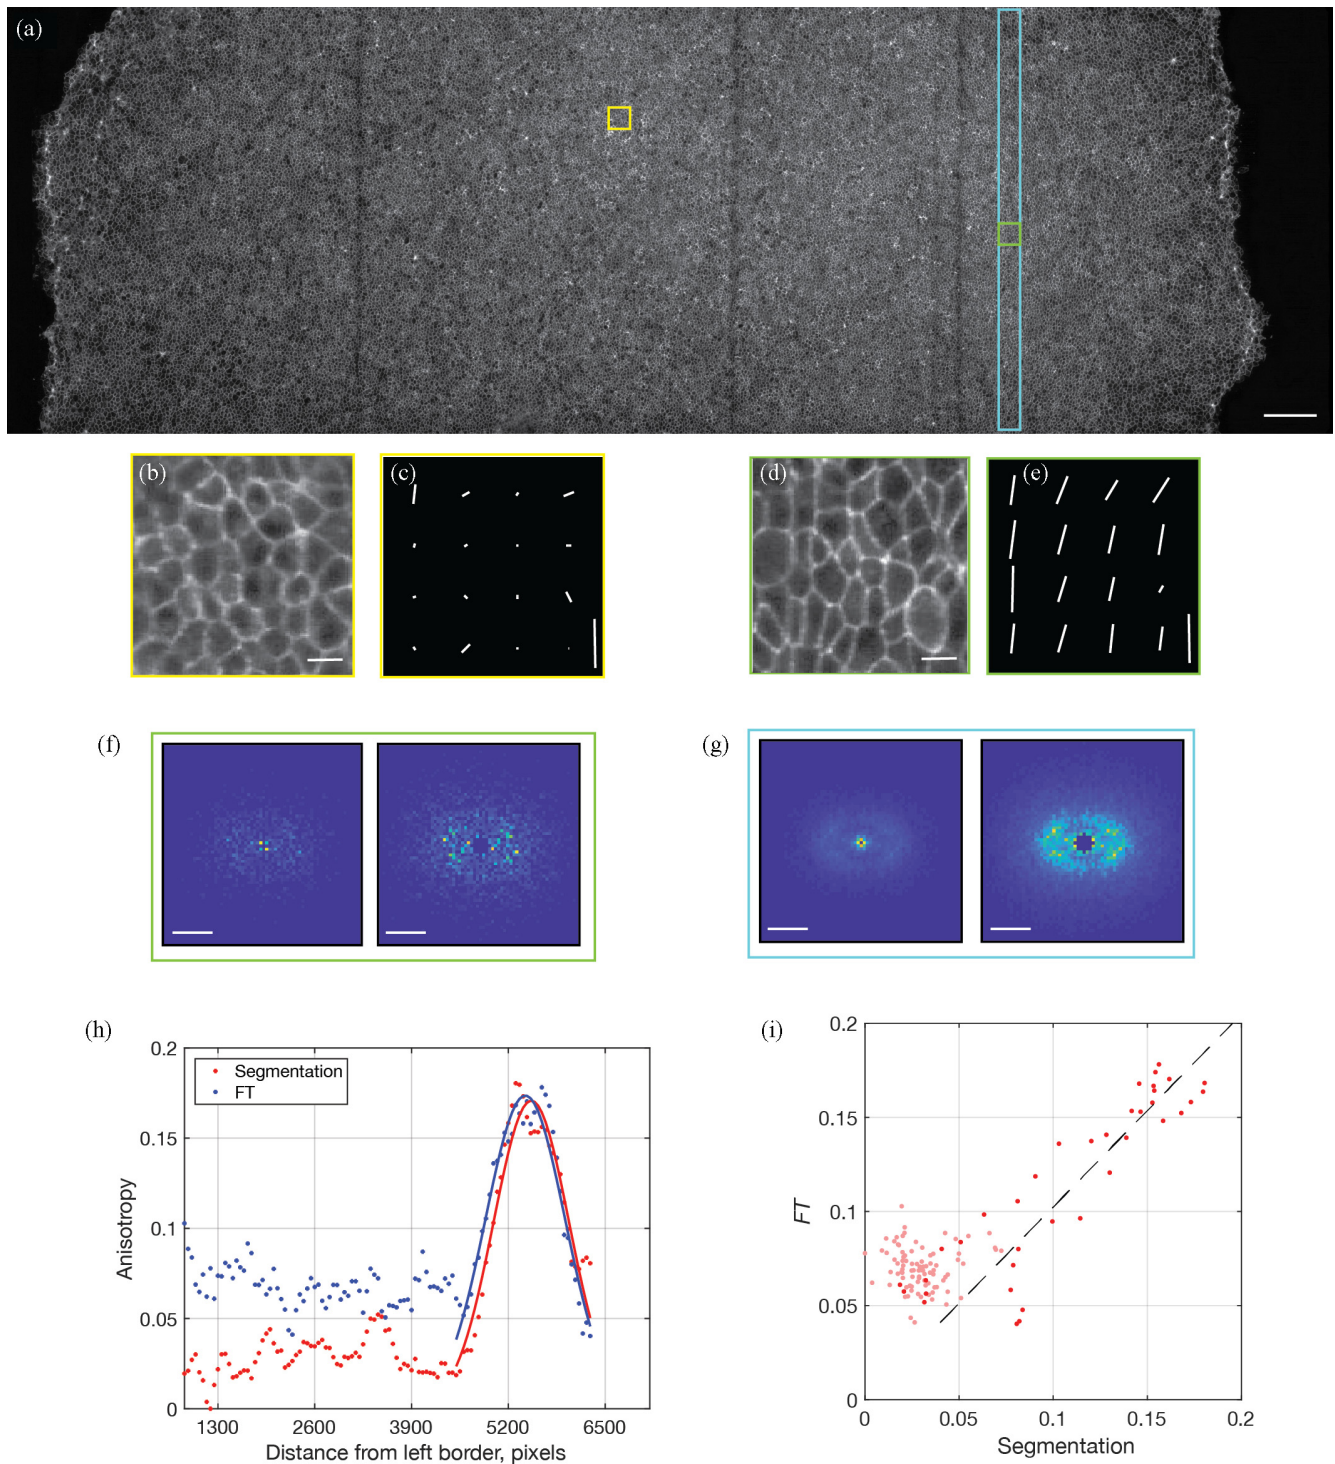 (a)
(b)
(c)
(d)
(e)
(f)
(g)
(h)
0.2
0.15
0.1
0.05
0
Anisotropy
Segmentation
FT
1300 2600 3900 5200 6500
Distance from left border, pixels
(i)
0.2
0.15
0.1
0.05
0
FT
0 0.05 0.1 0.15 0.2
Segmentation